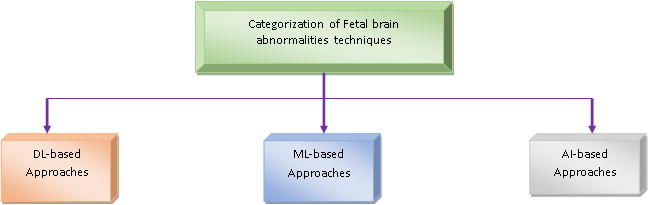 Categorization of Fetal brain
abnormalities techniques
DL-based
Approaches
ML-based
Approaches
AI-based
Approaches